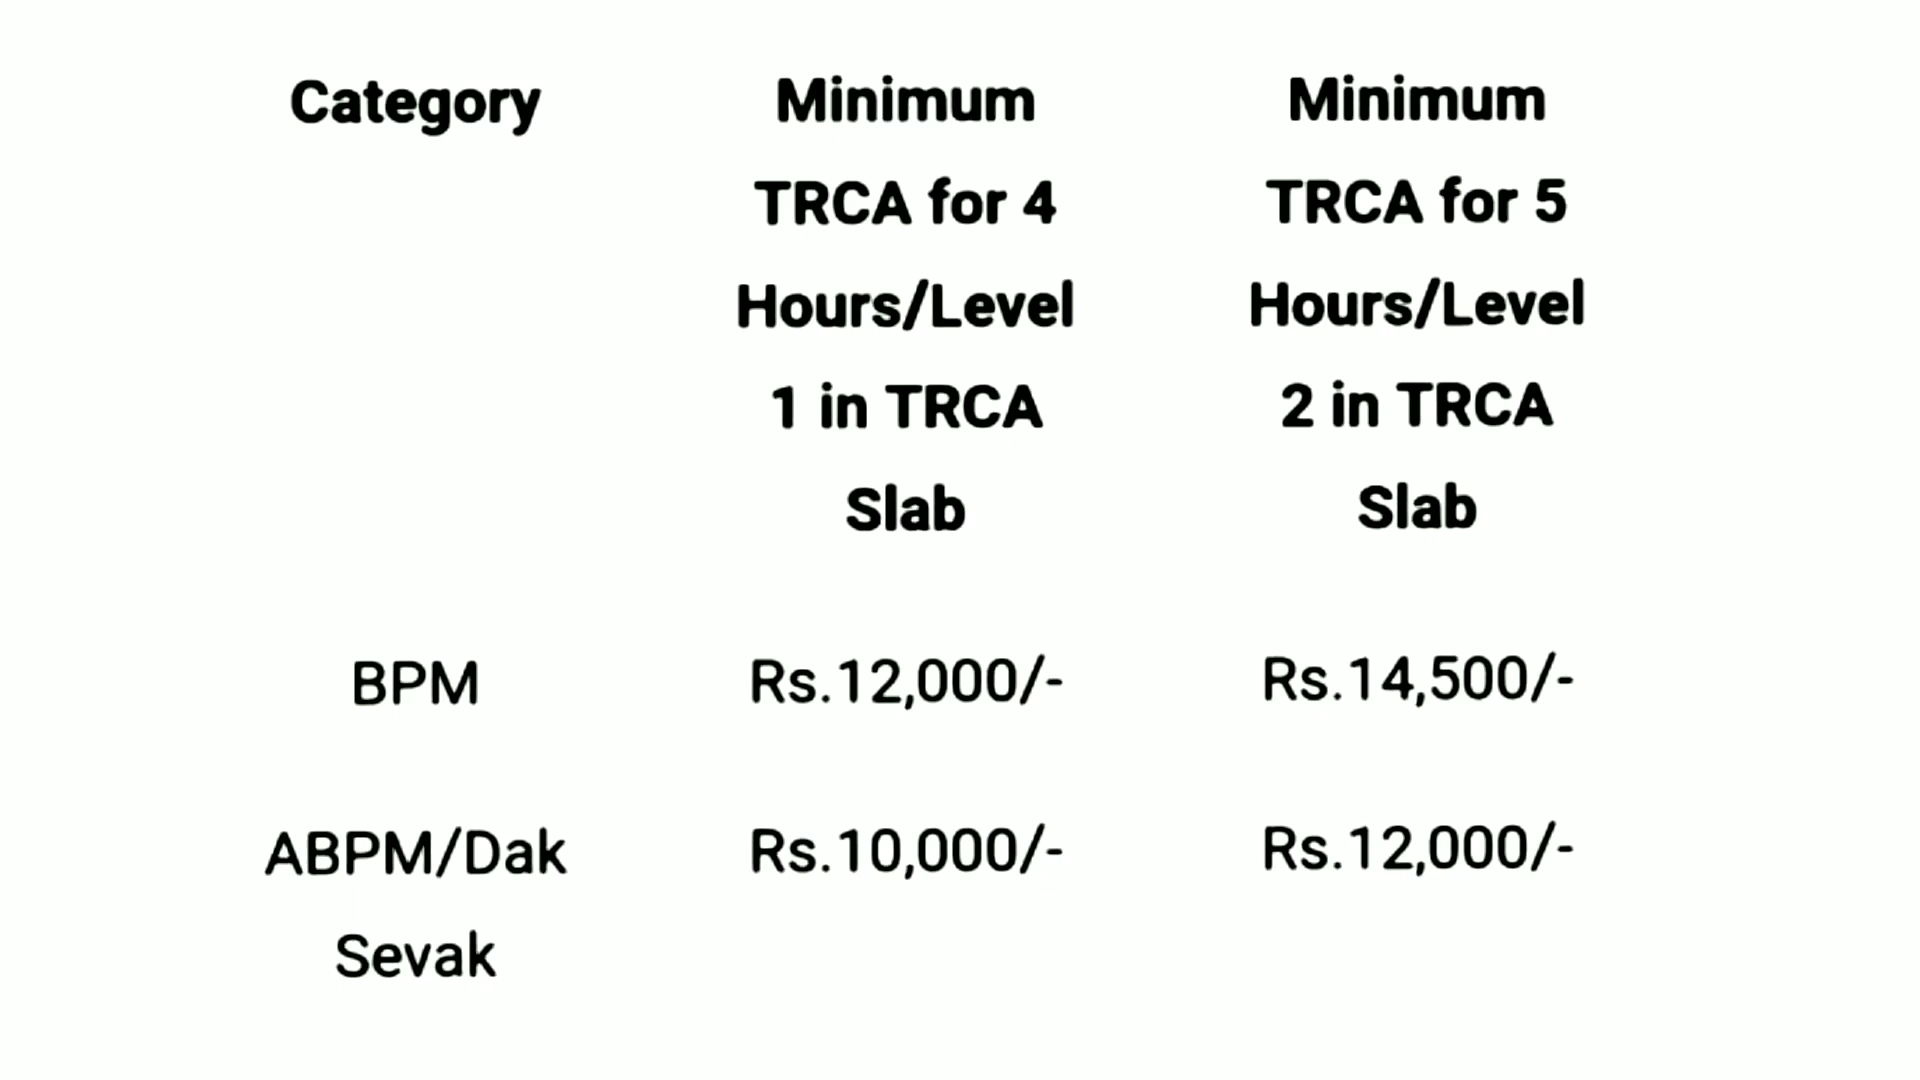 Category
Minimum
TRCA for 4
Hours/Level
1 in TRCA
Slab
Minimum
TRCA for 5
Hours/Level
2 in TRCA
Slab
BPM
Rs.12,000/-
Rs.14,500/-
ABPM/Dak
Sevak
Rs.10,000/-
Rs.12,000/-